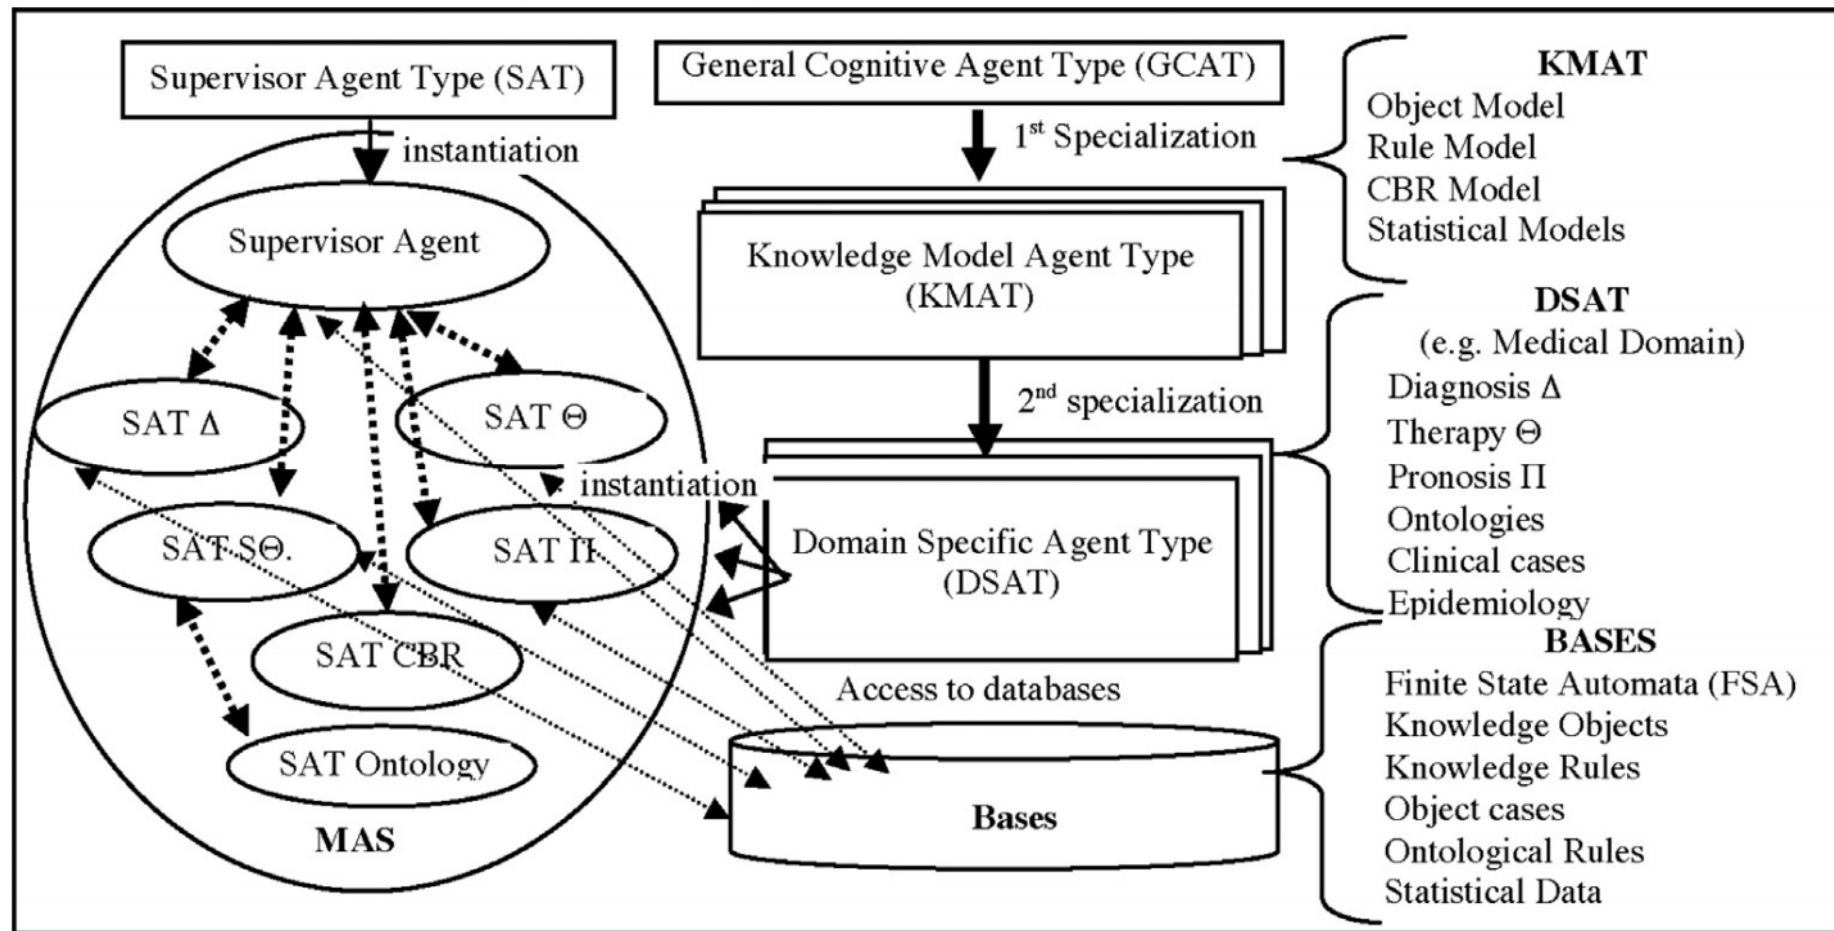 Supervisor Agent Type (SAT)
instantiation
Supervisor Agent
SAT Δ
SAT Θ
SAT SΘ.
SAT Π
SAT CBR
SAT Ontology
MAS
General Cognitive Agent Type (GCAT)
1st Specialization
Knowledge Model Agent Type
(KMAT)
2nd specialization
instantiation
Domain Specific Agent Type
(DSAT)
Access to databases
Bases
KMAT
Object Model
Rule Model
CBR Model
Statistical Models
DSAT
(e.g. Medical Domain)
Diagnosis Δ
Therapy Θ
Pronosis Π
Ontologies
Clinical cases
Epidemiology
BASES
Finite State Automata (FSA)
Knowledge Objects
Knowledge Rules
Object cases
Ontological Rules
Statistical Data